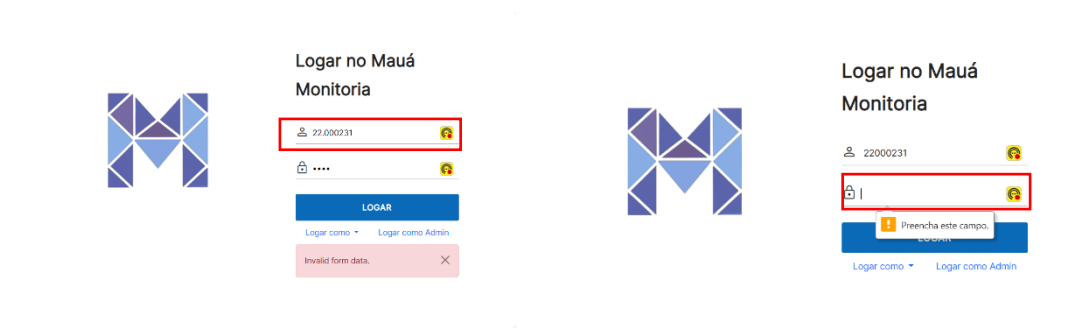 Logar no Mauá
Monitoria
22.000231
••••
LOGAR
Logar como
Logar como Admin
Invalid form data.
Logar no Mauá
Monitoria
22000231
Preencha este campo.
LOGAR
Logar como
Logar como Admin